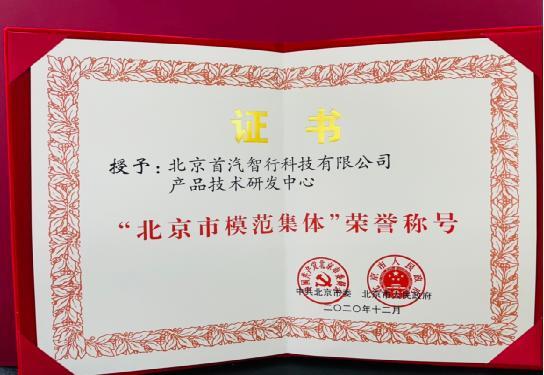 证书
授予：北京首汽智行科技有限公司
产品技术研发中心
“北京市模范集体”荣誉称号
中共北京市委 北京市人民政府
二〇二〇年十二月